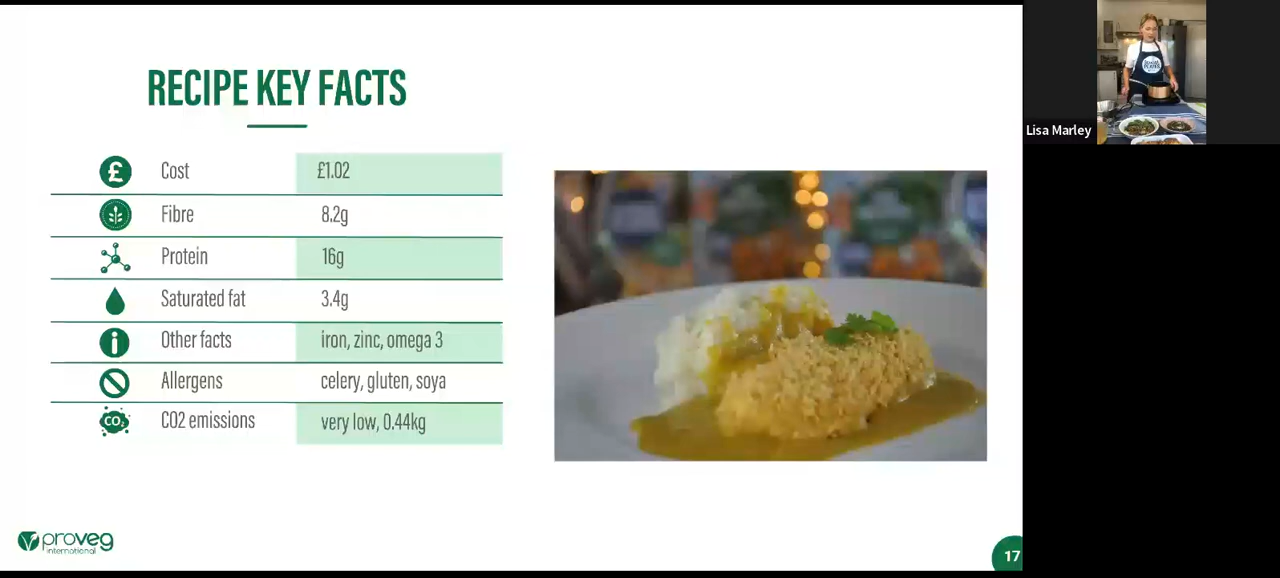 RECIPE KEY FACTS
£ Cost £1.02
Fibre 8.2g
Protein 16g
Saturated fat 3.4g
i Other facts iron, zinc, omega 3
Allergens celery, gluten, soya
CO₂ CO2 emissions very low, 0.44kg
proveg
international
17
Lisa Marley